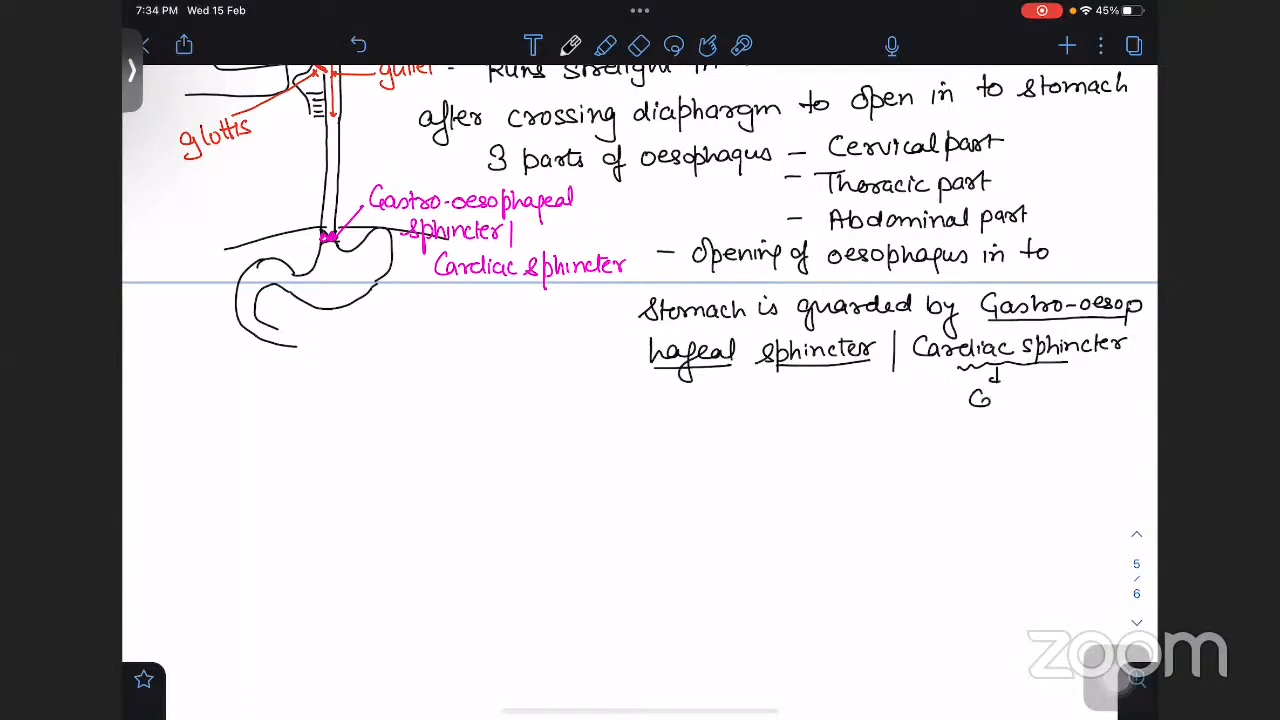 7:34 PM Wed 15 Feb
45%
gullet - Runs straight in
after crossing diaphargm to open in to stomach
glottis
3 parts of oesophagus - Cervical part
- Thoracic part
- Abdominal part
Gastro-oesophageal
sphincter |
Cardiac sphincter
- opening of oesophagus in to
stomach is guarded by Gastro-oesop
hageal sphincter | Cardiac sphincter
G
5
/
6
zoom